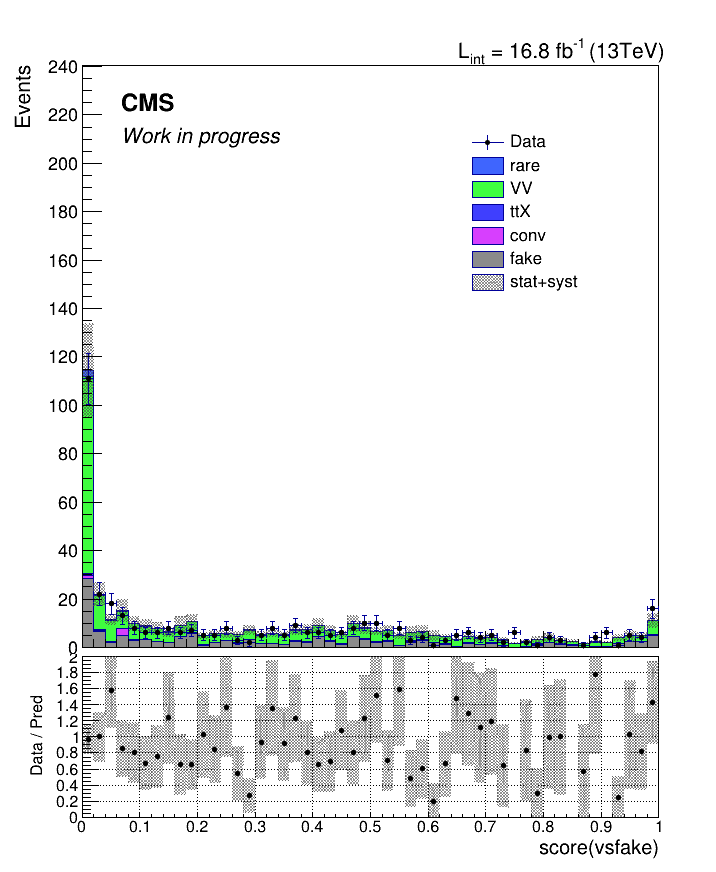 L_int = 16.8 fb^-1 (13TeV)
Events
240
220
200
180
160
140
120
100
80
60
40
20
0
CMS
Work in progress
Data
rare
VV
ttX
conv
fake
stat+syst
Data / Pred
2
1.8
1.6
1.4
1.2
1
0.8
0.6
0.4
0.2
0
0 0.1 0.2 0.3 0.4 0.5 0.6 0.7 0.8 0.9 1
score(vsfake)